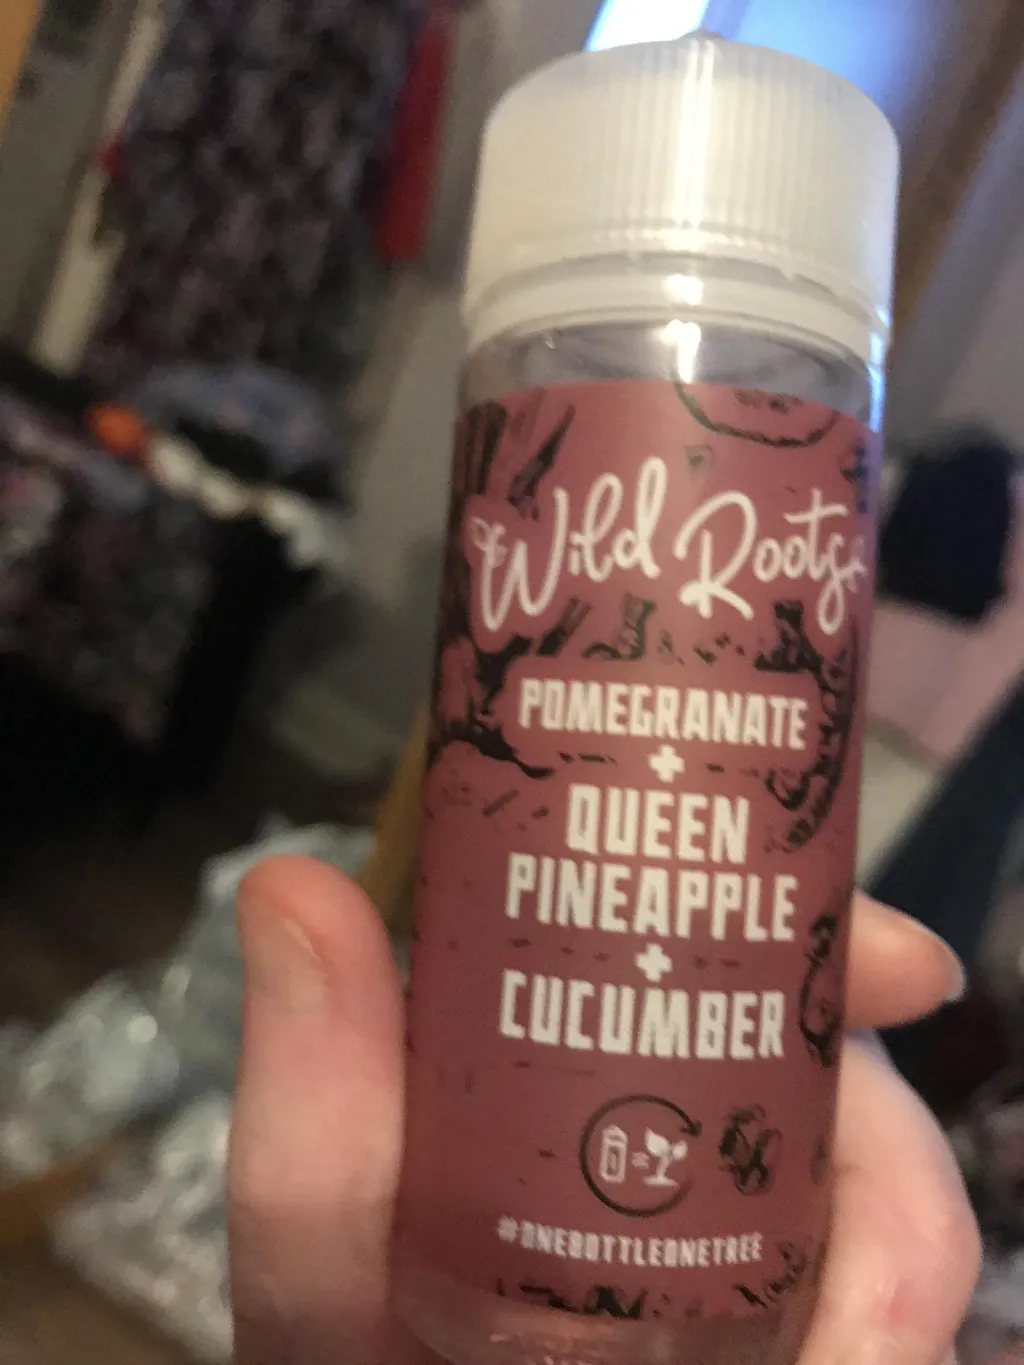 Wild Roots
POMEGRANATE
+
QUEEN
PINEAPPLE
+
CUCUMBER
#ONEBOTTLEONETREE